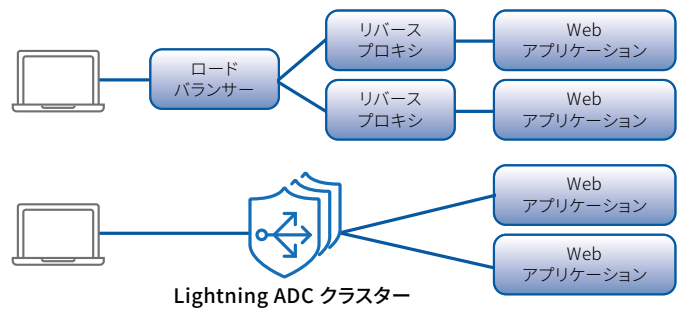 ロード
バランサー
リバース
プロキシ
Web
アプリケーション
リバース
プロキシ
Web
アプリケーション
Web
アプリケーション
Web
アプリケーション
Lightning ADC クラスター